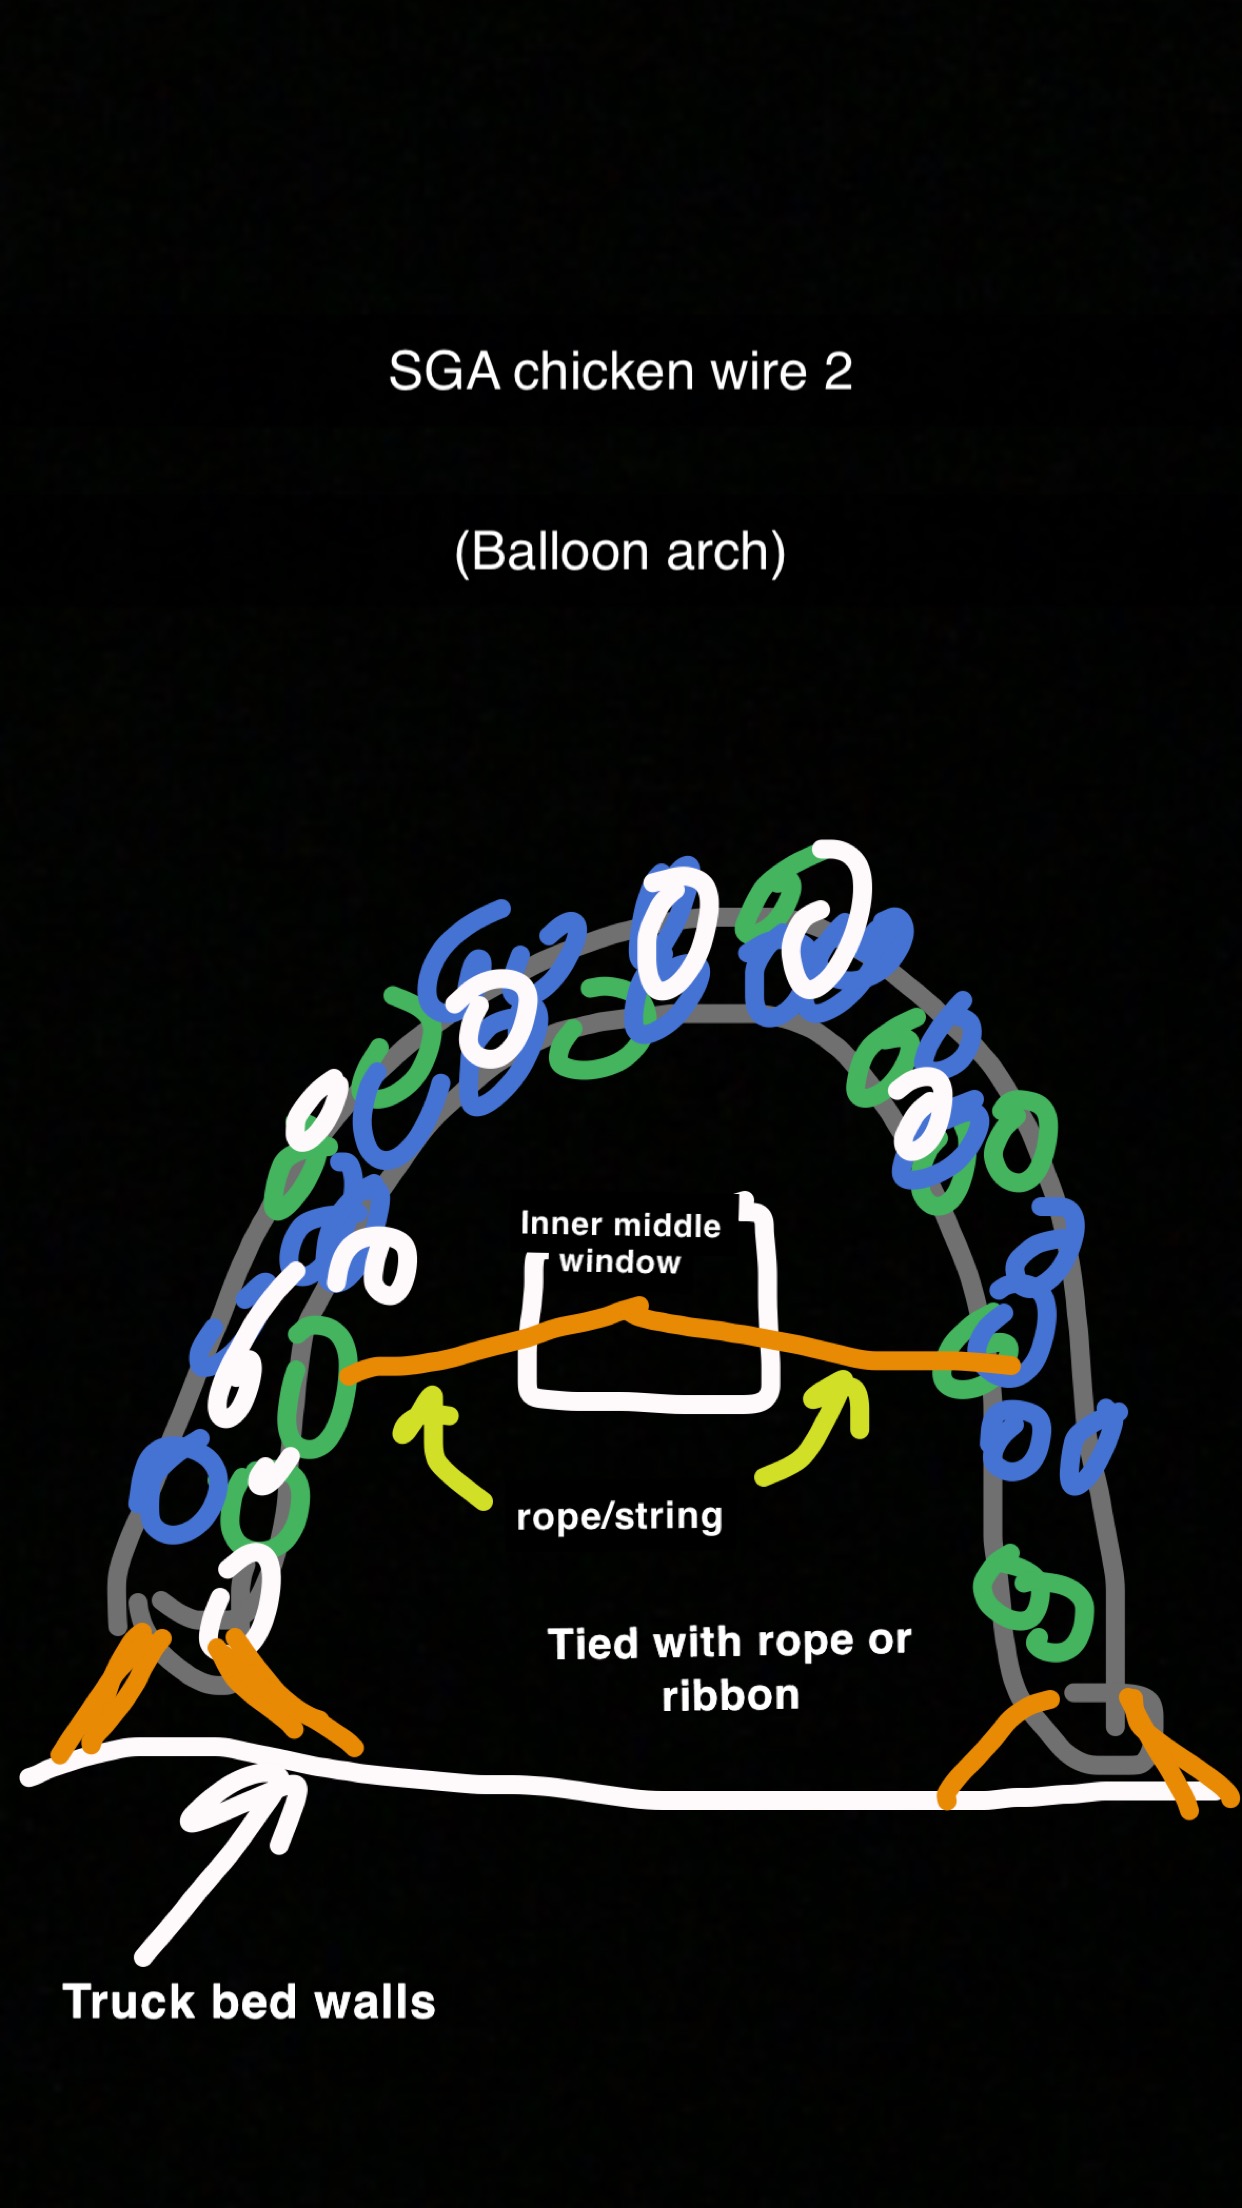 SGA chicken wire 2
(Balloon arch)
Inner middle
window
rope/string
Tied with rope or
ribbon
Truck bed walls